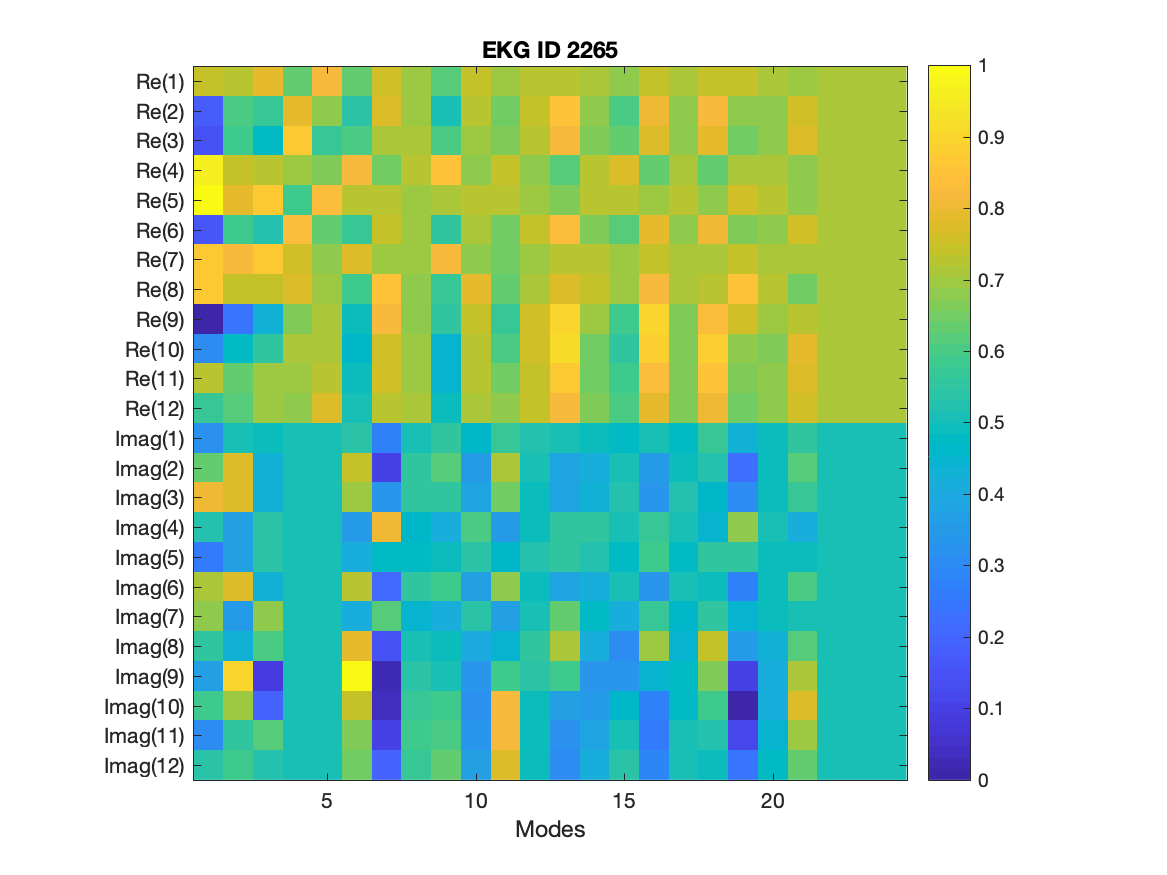 EKG ID 2265
Re(1)
Re(2)
Re(3)
Re(4)
Re(5)
Re(6)
Re(7)
Re(8)
Re(9)
Re(10)
Re(11)
Re(12)
Imag(1)
Imag(2)
Imag(3)
Imag(4)
Imag(5)
Imag(6)
Imag(7)
Imag(8)
Imag(9)
Imag(10)
Imag(11)
Imag(12)
5 10 15 20
Modes
1
0.9
0.8
0.7
0.6
0.5
0.4
0.3
0.2
0.1
0